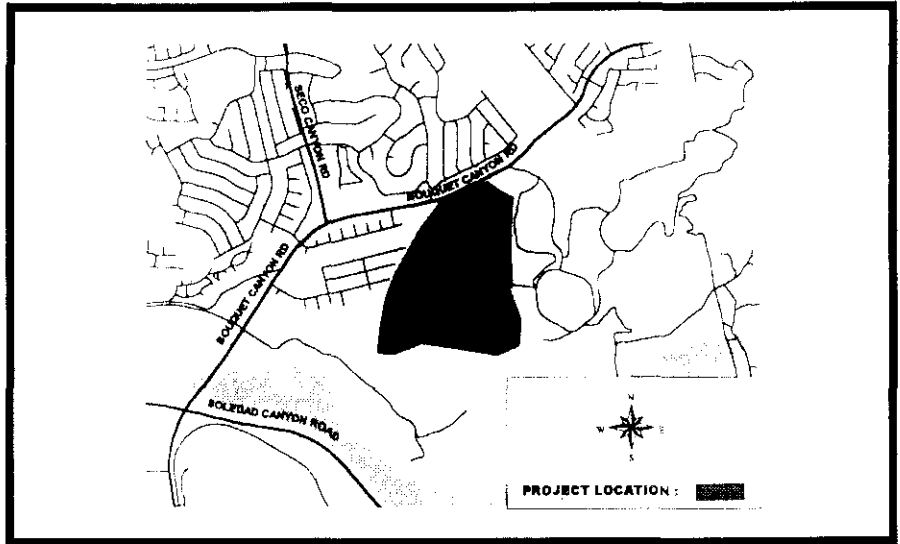 SECO CANYON RD
BOUQUET CANYON RD
BOUQUET CANYON RD
SOLEDAD CANYON ROAD
N
W E
S
PROJECT LOCATION :